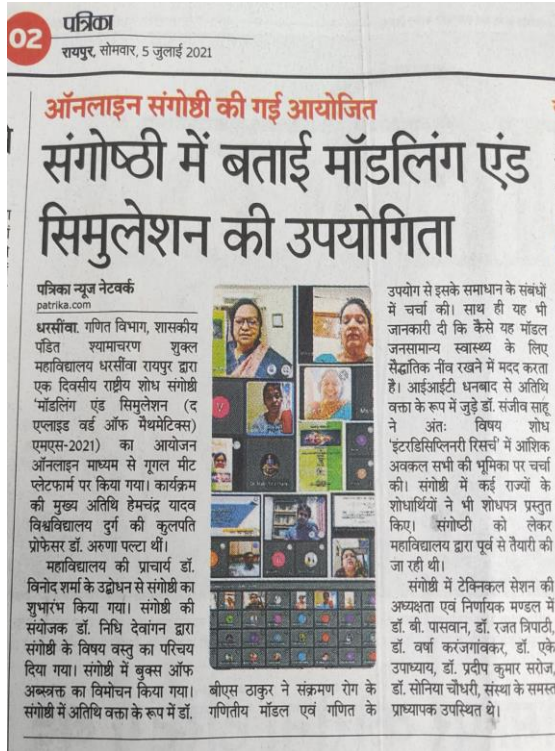 02
पत्रिका
रायपुर, सोमवार, 5 जुलाई 2021
ऑनलाइन संगोष्ठी की गई आयोजित
संगोष्ठी में बताई मॉडलिंग एंड
सिमुलेशन की उपयोगिता
पत्रिका न्यूज नेटवर्क
patrika.com
धरसींवा. गणित विभाग, शासकीय
पंडित श्यामाचरण शुक्ल
महाविद्यालय धरसींवा रायपुर द्वारा
एक दिवसीय राष्ट्रीय शोध संगोष्ठी
'मॉडलिंग एंड सिमुलेशन (द
एप्लाइड वर्ड ऑफ मैथमेटिक्स)
एमएस-2021) का आयोजन
ऑनलाइन माध्यम से गूगल मीट
प्लेटफार्म पर किया गया। कार्यक्रम
की मुख्य अतिथि हेमचंद्र यादव
विश्वविद्यालय दुर्ग की कुलपति
प्रोफेसर डॉ. अरुणा पल्टा थीं।
महाविद्यालय की प्राचार्य डॉ.
विनोद शर्मा के उद्बोधन से संगोष्ठी का
शुभारंभ किया गया। संगोष्ठी की
संयोजक डॉ. निधि देवांगन द्वारा
संगोष्ठी के विषय वस्तु का परिचय
दिया गया। संगोष्ठी में बुक्स ऑफ
अब्स्त्रक्त का विमोचन किया गया।
संगोष्ठी में अतिथि वक्ता के रूप में डॉ.
बीएस ठाकुर ने संक्रमण रोग के
गणितीय मॉडल एवं गणित के
उपयोग से इसके समाधान के संबंधों
में चर्चा की। साथ ही यह भी
जानकारी दी कि कैसे यह मॉडल
जनसामान्य स्वास्थ्य के लिए
सैद्धांतिक नीव रखने में मदद करता
है। आईआईटी धनबाद से अतिथि
वक्ता के रूप में जुड़े डॉ. संजीव साहू
ने अंतः विषय शोध
'इंटरडिसिप्लिनरी रिसर्च' में आशिक
अवकल सभी की भूमिका पर चर्चा
की। संगोष्ठी में कई राज्यों के
शोधार्थियों ने भी शोधपत्र प्रस्तुत
किए। संगोष्टी को लेकर
महाविद्यालय द्वारा पूर्व से तैयारी की
जा रही थी।
संगोष्ठी में टेक्निकल सेशन की
अध्यक्षता एवं निर्णायक मण्डल में
डॉ. बी. पासवान, डॉ. रजत त्रिपाठी,
डॉ. वर्षा करंजगांवकर, डॉ. एके
उपाध्याय, डॉ. प्रदीप कुमार सरोज,
डॉ. सोनिया चौधरी, संस्था के समस्त
प्राध्यापक उपस्थित थे।